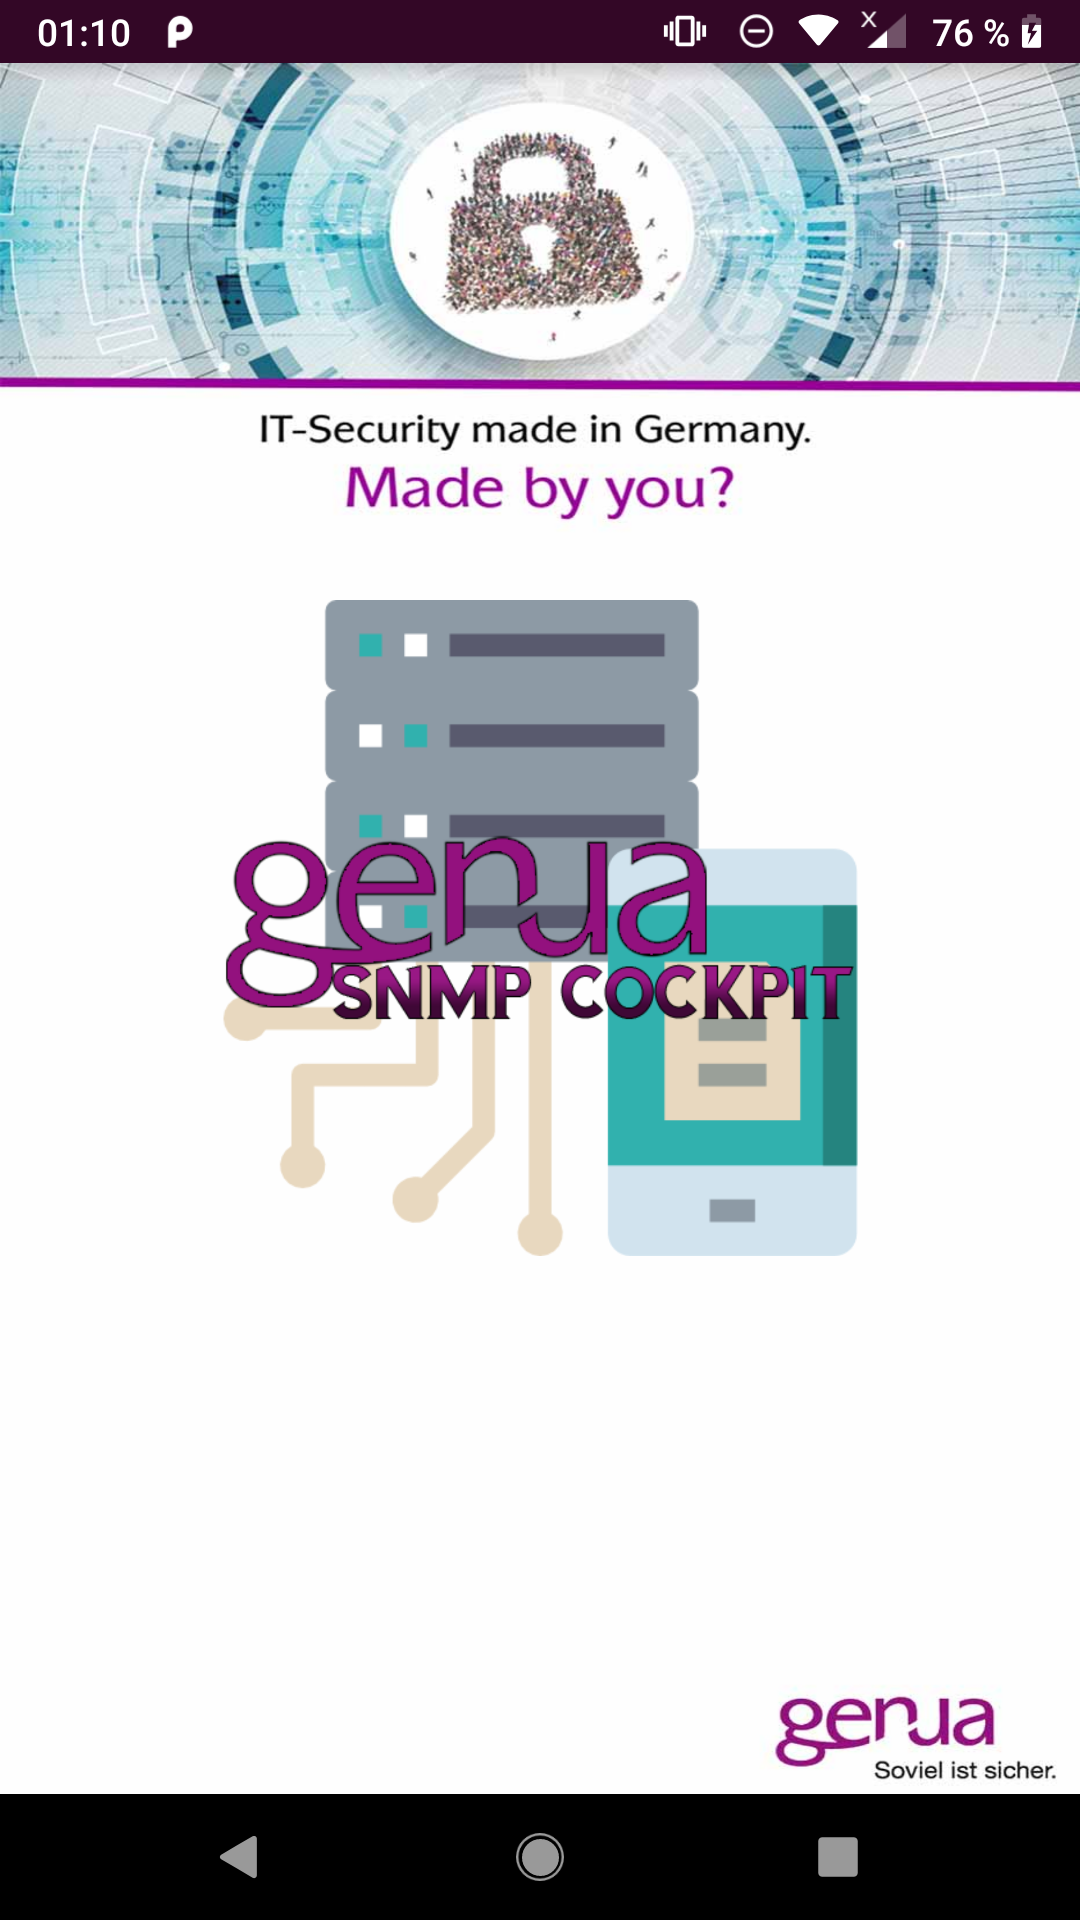 01:10
76 %
IT-Security made in Germany.
Made by you?
genua
SNMP COCKPIT
genua
Soviel ist sicher.